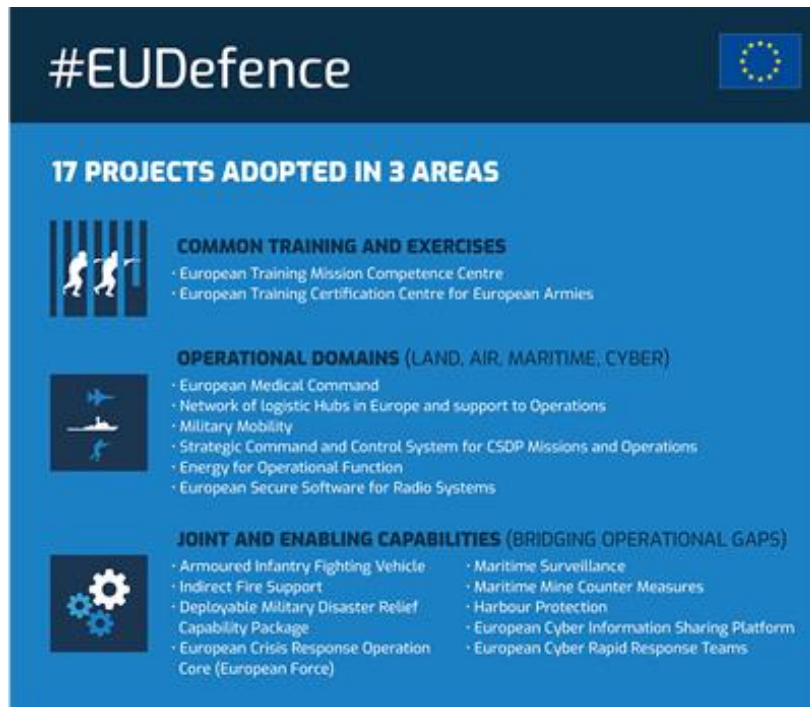 #EUDefence
17 PROJECTS ADOPTED IN 3 AREAS
COMMON TRAINING AND EXERCISES
· European Training Mission Competence Centre
· European Training Certification Centre for European Armies
OPERATIONAL DOMAINS (LAND, AIR, MARITIME, CYBER)
· European Medical Command
· Network of logistic Hubs in Europe and support to Operations
· Military Mobility
· Strategic Command and Control System for CSDP Missions and Operations
· Energy for Operational Function
· European Secure Software for Radio Systems
JOINT AND ENABLING CAPABILITIES (BRIDGING OPERATIONAL GAPS)
· Armoured Infantry Fighting Vehicle
· Indirect Fire Support
· Deployable Military Disaster Relief
Capability Package
· European Crisis Response Operation
Core (European Force)
· Maritime Surveillance
· Maritime Mine Counter Measures
· Harbour Protection
· European Cyber Information Sharing Platform
· European Cyber Rapid Response Teams